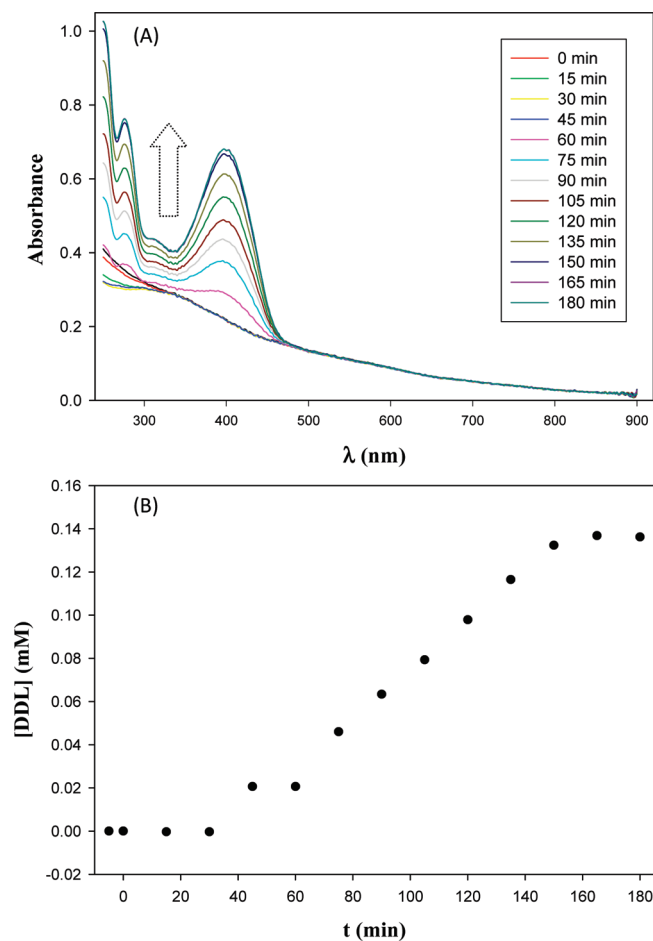 (A)
1.0
0.8
0.6
0.4
0.2
0.0
Absorbance
300 400 500 600 700 800 900
λ (nm)
0 min
15 min
30 min
45 min
60 min
75 min
90 min
105 min
120 min
135 min
150 min
165 min
180 min
(B)
0.16
0.14
0.12
0.10
0.08
0.06
0.04
0.02
0.00
-0.02
[DDL] (mM)
0 20 40 60 80 100 120 140 160 180
t (min)